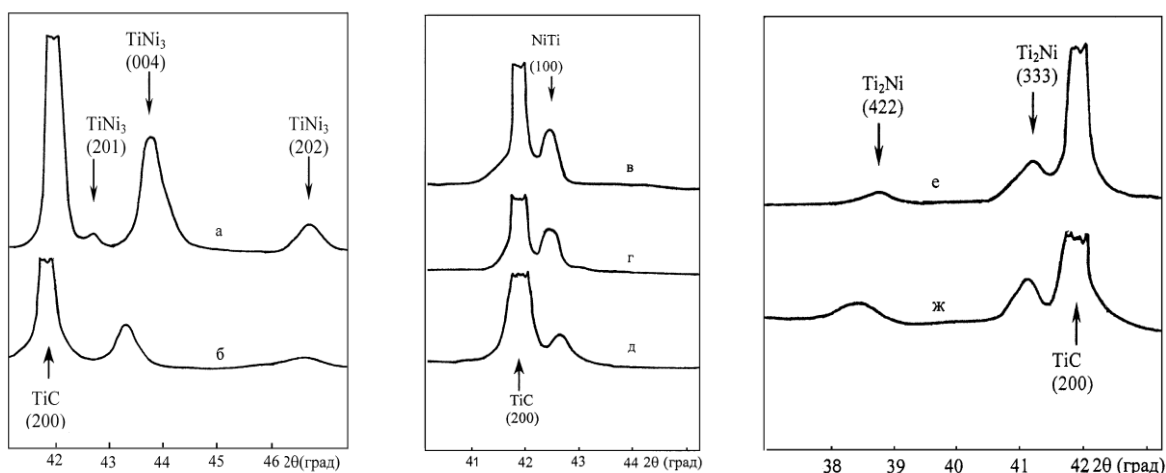 TiNi₃
(004)
TiNi₃
(201)
TiNi₃
(202)
а
б
TiC
(200)
42 43 44 45 46 2θ(град)
NiTi
(100)
в
г
д
TiC
(200)
41 42 43 44 2θ(град)
Ti₂Ni
(333)
Ti₂Ni
(422)
е
ж
TiC
(200)
38 39 40 41 42 2θ (град)